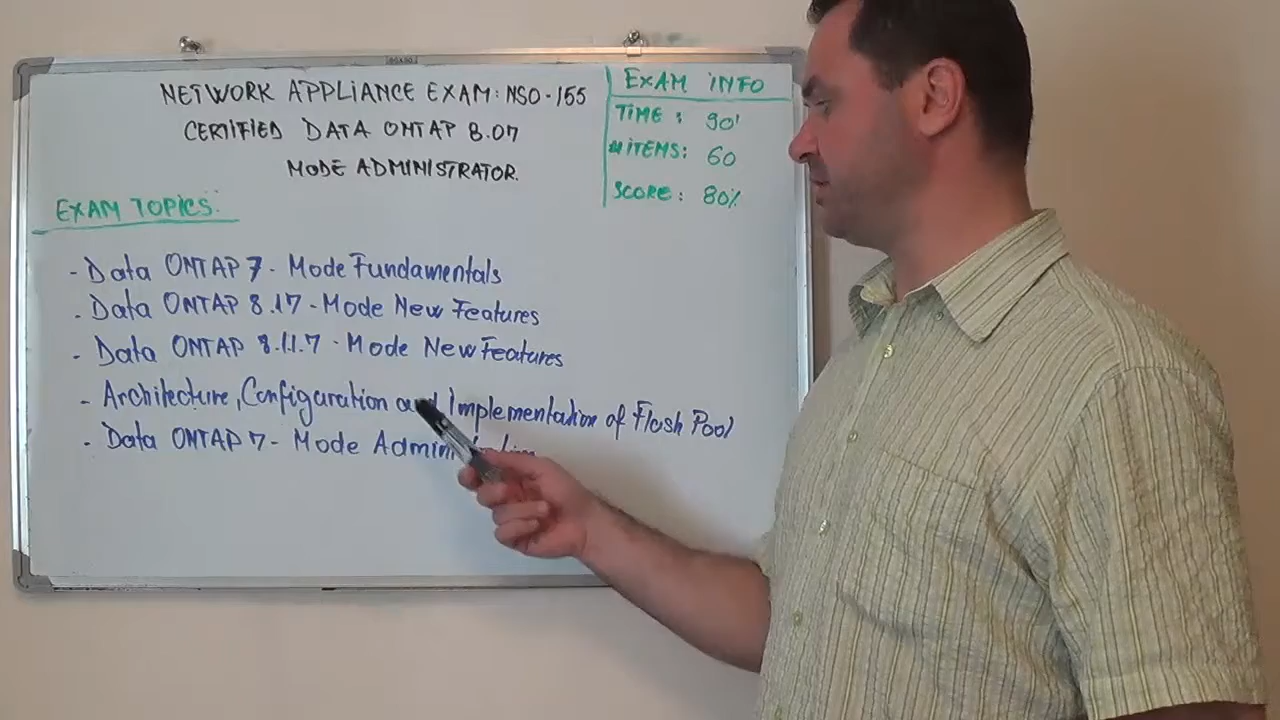 NETWORK APPLIANCE EXAM: NSO-155
CERTIFIED DATA ONTAP 8.07
MODE ADMINISTRATOR.
EXAM INFO
TIME: 90'
#ITEMS: 60
SCORE: 80%
EXAM TOPICS:
- Data ONTAP 7 - Mode Fundamentals
- Data ONTAP 8.17 - Mode New Features
- Data ONTAP 8.1.1.7 - Mode New Features
- Architecture, Configuration and Implementation of Flash Pool
- Data ONTAP 7 - Mode